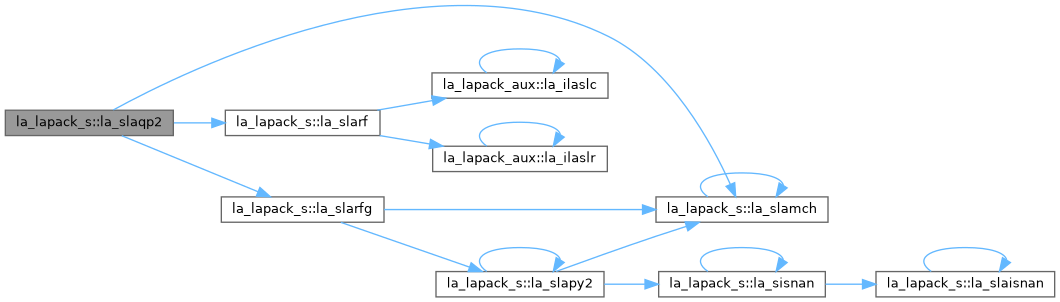 la_lapack_s::la_slaqp2
la_lapack_s::la_slarf
la_lapack_aux::la_ilaslc
la_lapack_aux::la_ilaslr
la_lapack_s::la_slarfg
la_lapack_s::la_slamch
la_lapack_s::la_slapy2
la_lapack_s::la_sisnan
la_lapack_s::la_slaisnan